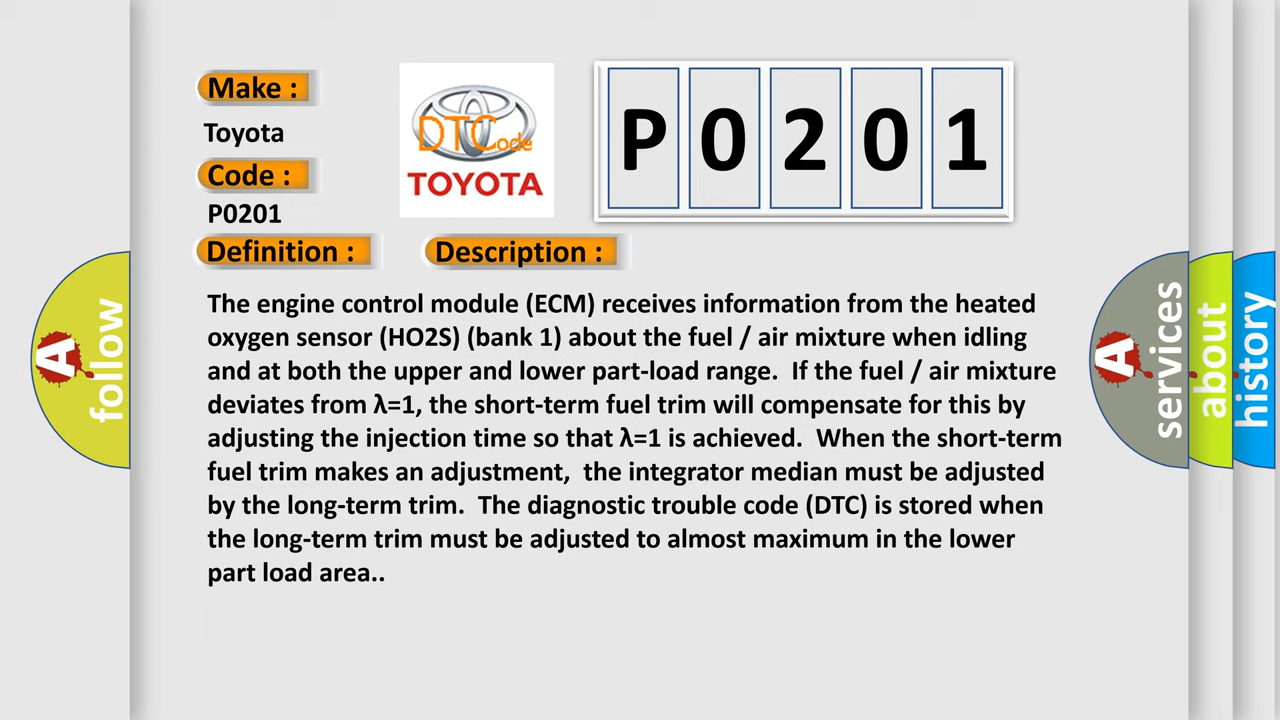 Make :
Toyota
Code :
P0201
DTCode
TOYOTA
P0201
Definition :
Description :
The engine control module (ECM) receives information from the heated
oxygen sensor (HO2S) (bank 1) about the fuel / air mixture when idling
and at both the upper and lower part-load range.  If the fuel / air mixture
deviates from λ=1, the short-term fuel trim will compensate for this by
adjusting the injection time so that λ=1 is achieved.  When the short-term
fuel trim makes an adjustment,  the integrator median must be adjusted
by the long-term trim.  The diagnostic trouble code (DTC) is stored when
the long-term trim must be adjusted to almost maximum in the lower
part load area..
A
follow
A
services
about
history